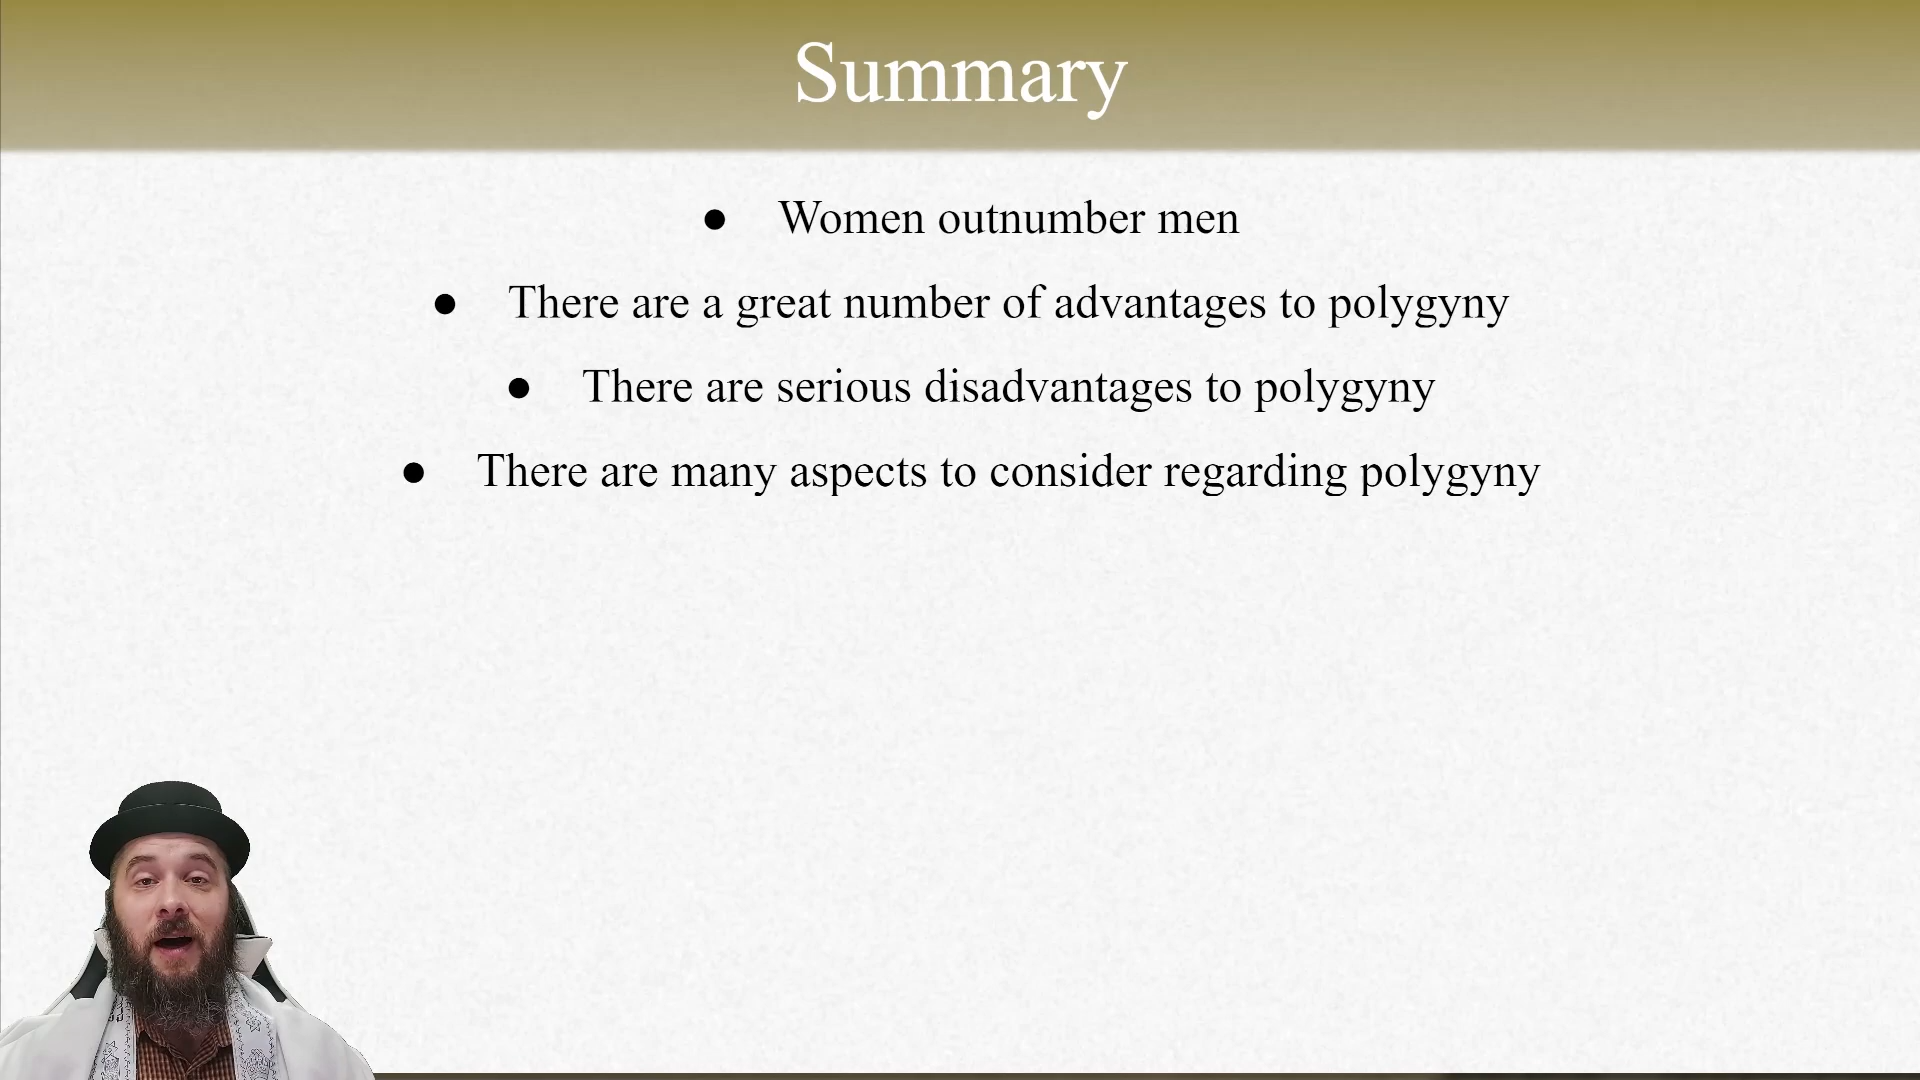 Summary
● Women outnumber men
● There are a great number of advantages to polygyny
● There are serious disadvantages to polygyny
● There are many aspects to consider regarding polygyny